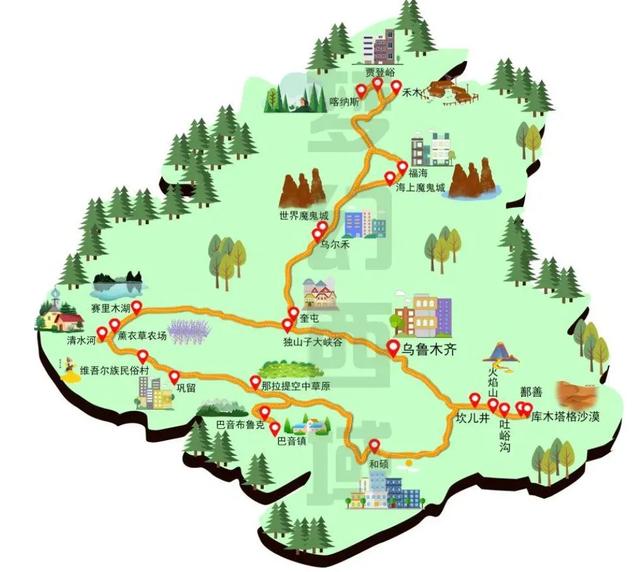 贾登峪
喀纳斯
禾木
福海
海上魔鬼城
世界魔鬼城
乌尔禾
赛里木湖
奎屯
薰衣草农场
清水河
独山子大峡谷
乌鲁木齐
维吾尔族民俗村
巩留
那拉提空中草原
火焰山
鄯善
坎儿井
库木塔格沙漠
吐峪沟
巴音布鲁克
巴音镇
和硕
梦幻西域